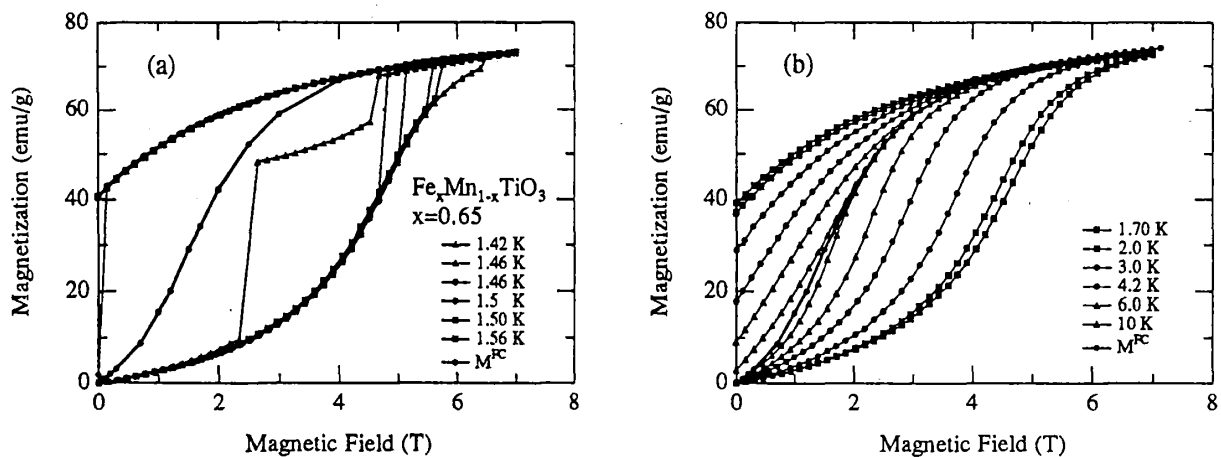 (a)
Magnetization (emu/g)
80
60
40
20
0
0 2 4 6 8
Magnetic Field (T)
FeₓMn₁₋ₓTiO₃
x=0.65
1.42 K
1.46 K
1.46 K
1.5 K
1.50 K
1.56 K
M^FC
(b)
Magnetization (emu/g)
80
60
40
20
0
0 2 4 6 8
Magnetic Field (T)
1.70 K
2.0 K
3.0 K
4.2 K
6.0 K
10 K
M^FC